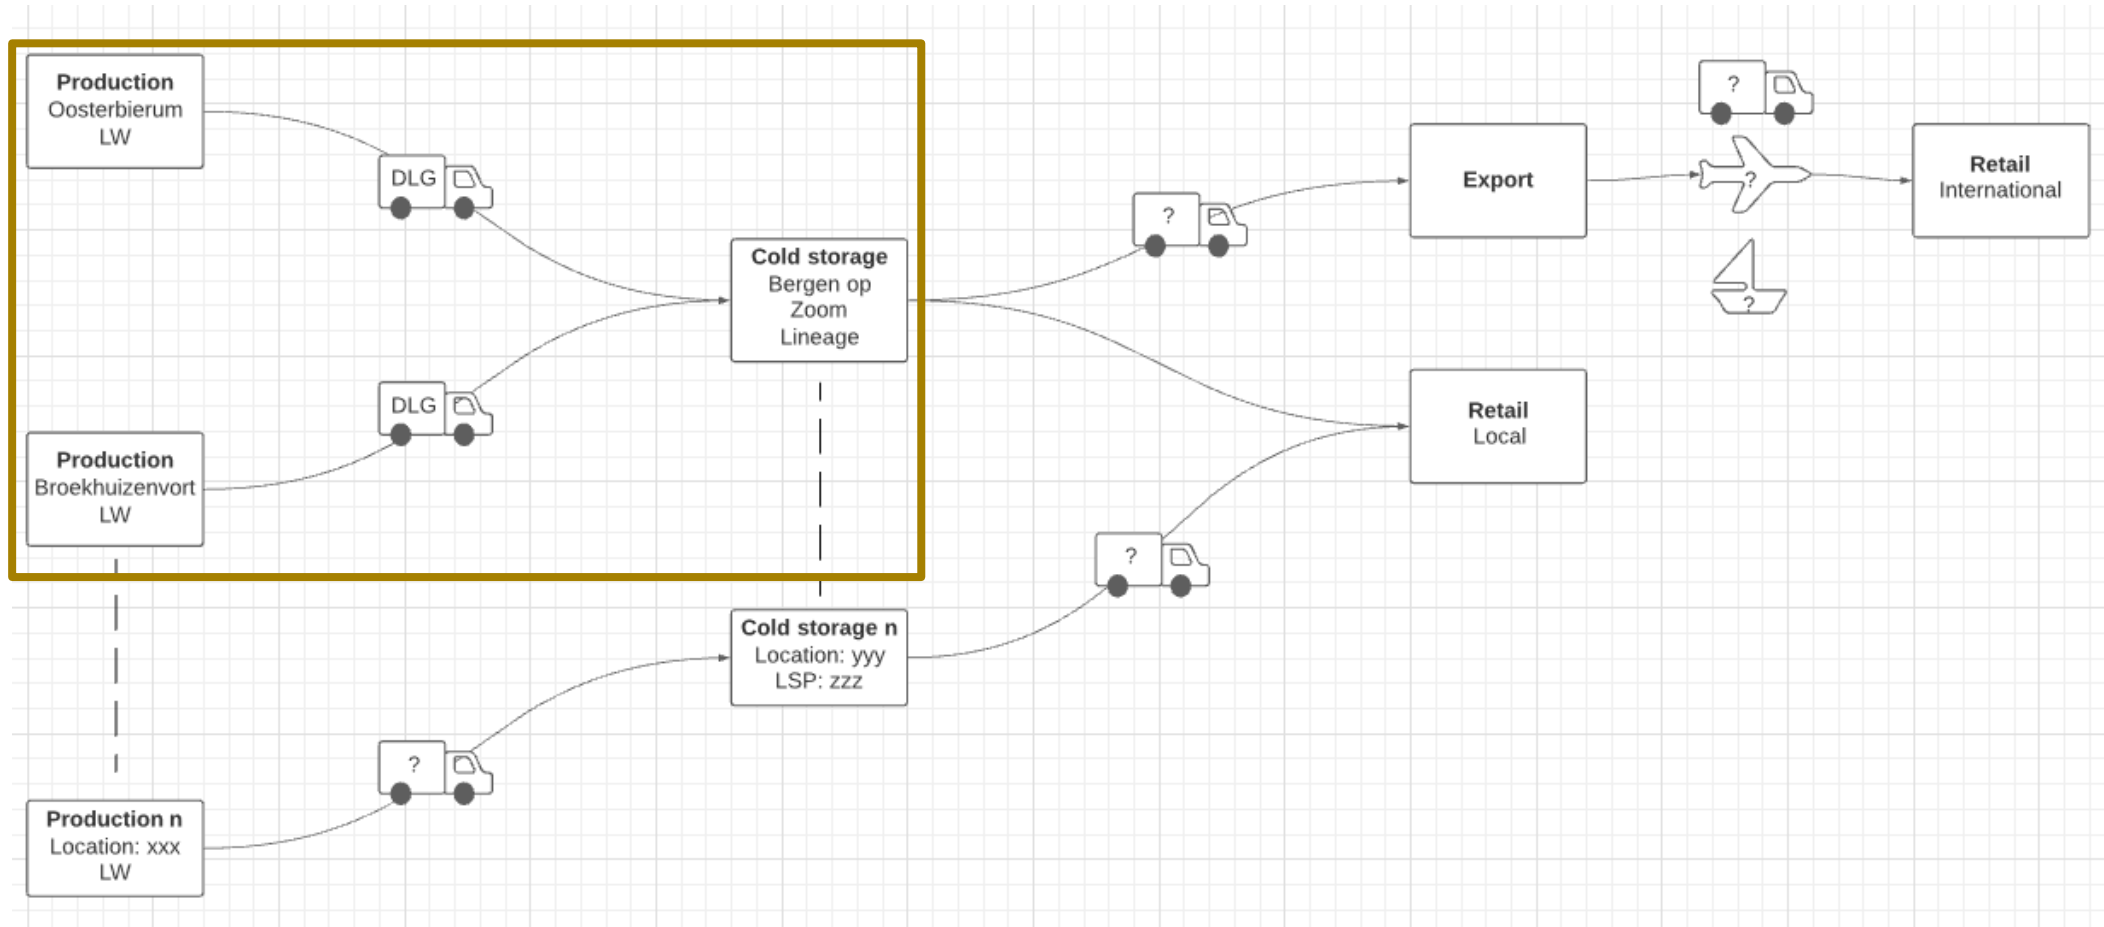 Production
Oosterbierum
LW
DLG
Cold storage
Bergen op
Zoom
Lineage
DLG
Production
Broekhuizenvort
LW
?
Export
?
?
?
Retail
International
Retail
Local
?
Cold storage n
Location: yyy
LSP: zzz
?
Production n
Location: xxx
LW